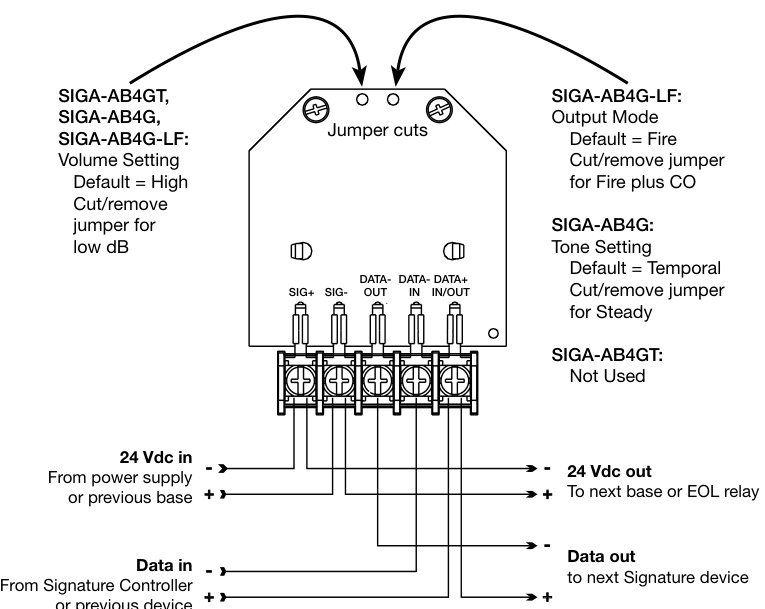 SIGA-AB4GT,
SIGA-AB4G,
SIGA-AB4G-LF:
Volume Setting
Default = High
Cut/remove
jumper for
low dB
Jumper cuts
SIGA-AB4G-LF:
Output Mode
Default = Fire
Cut/remove jumper
for Fire plus CO
SIGA-AB4G:
Tone Setting
Default = Temporal
Cut/remove jumper
for Steady
SIGA-AB4GT:
Not Used
SIG+ SIG- DATA- OUT DATA- IN DATA+ IN/OUT
24 Vdc in
From power supply
or previous base
-
+
-
+
24 Vdc out
To next base or EOL relay
Data in
From Signature Controller
or previous device
-
+
-
+
Data out
to next Signature device